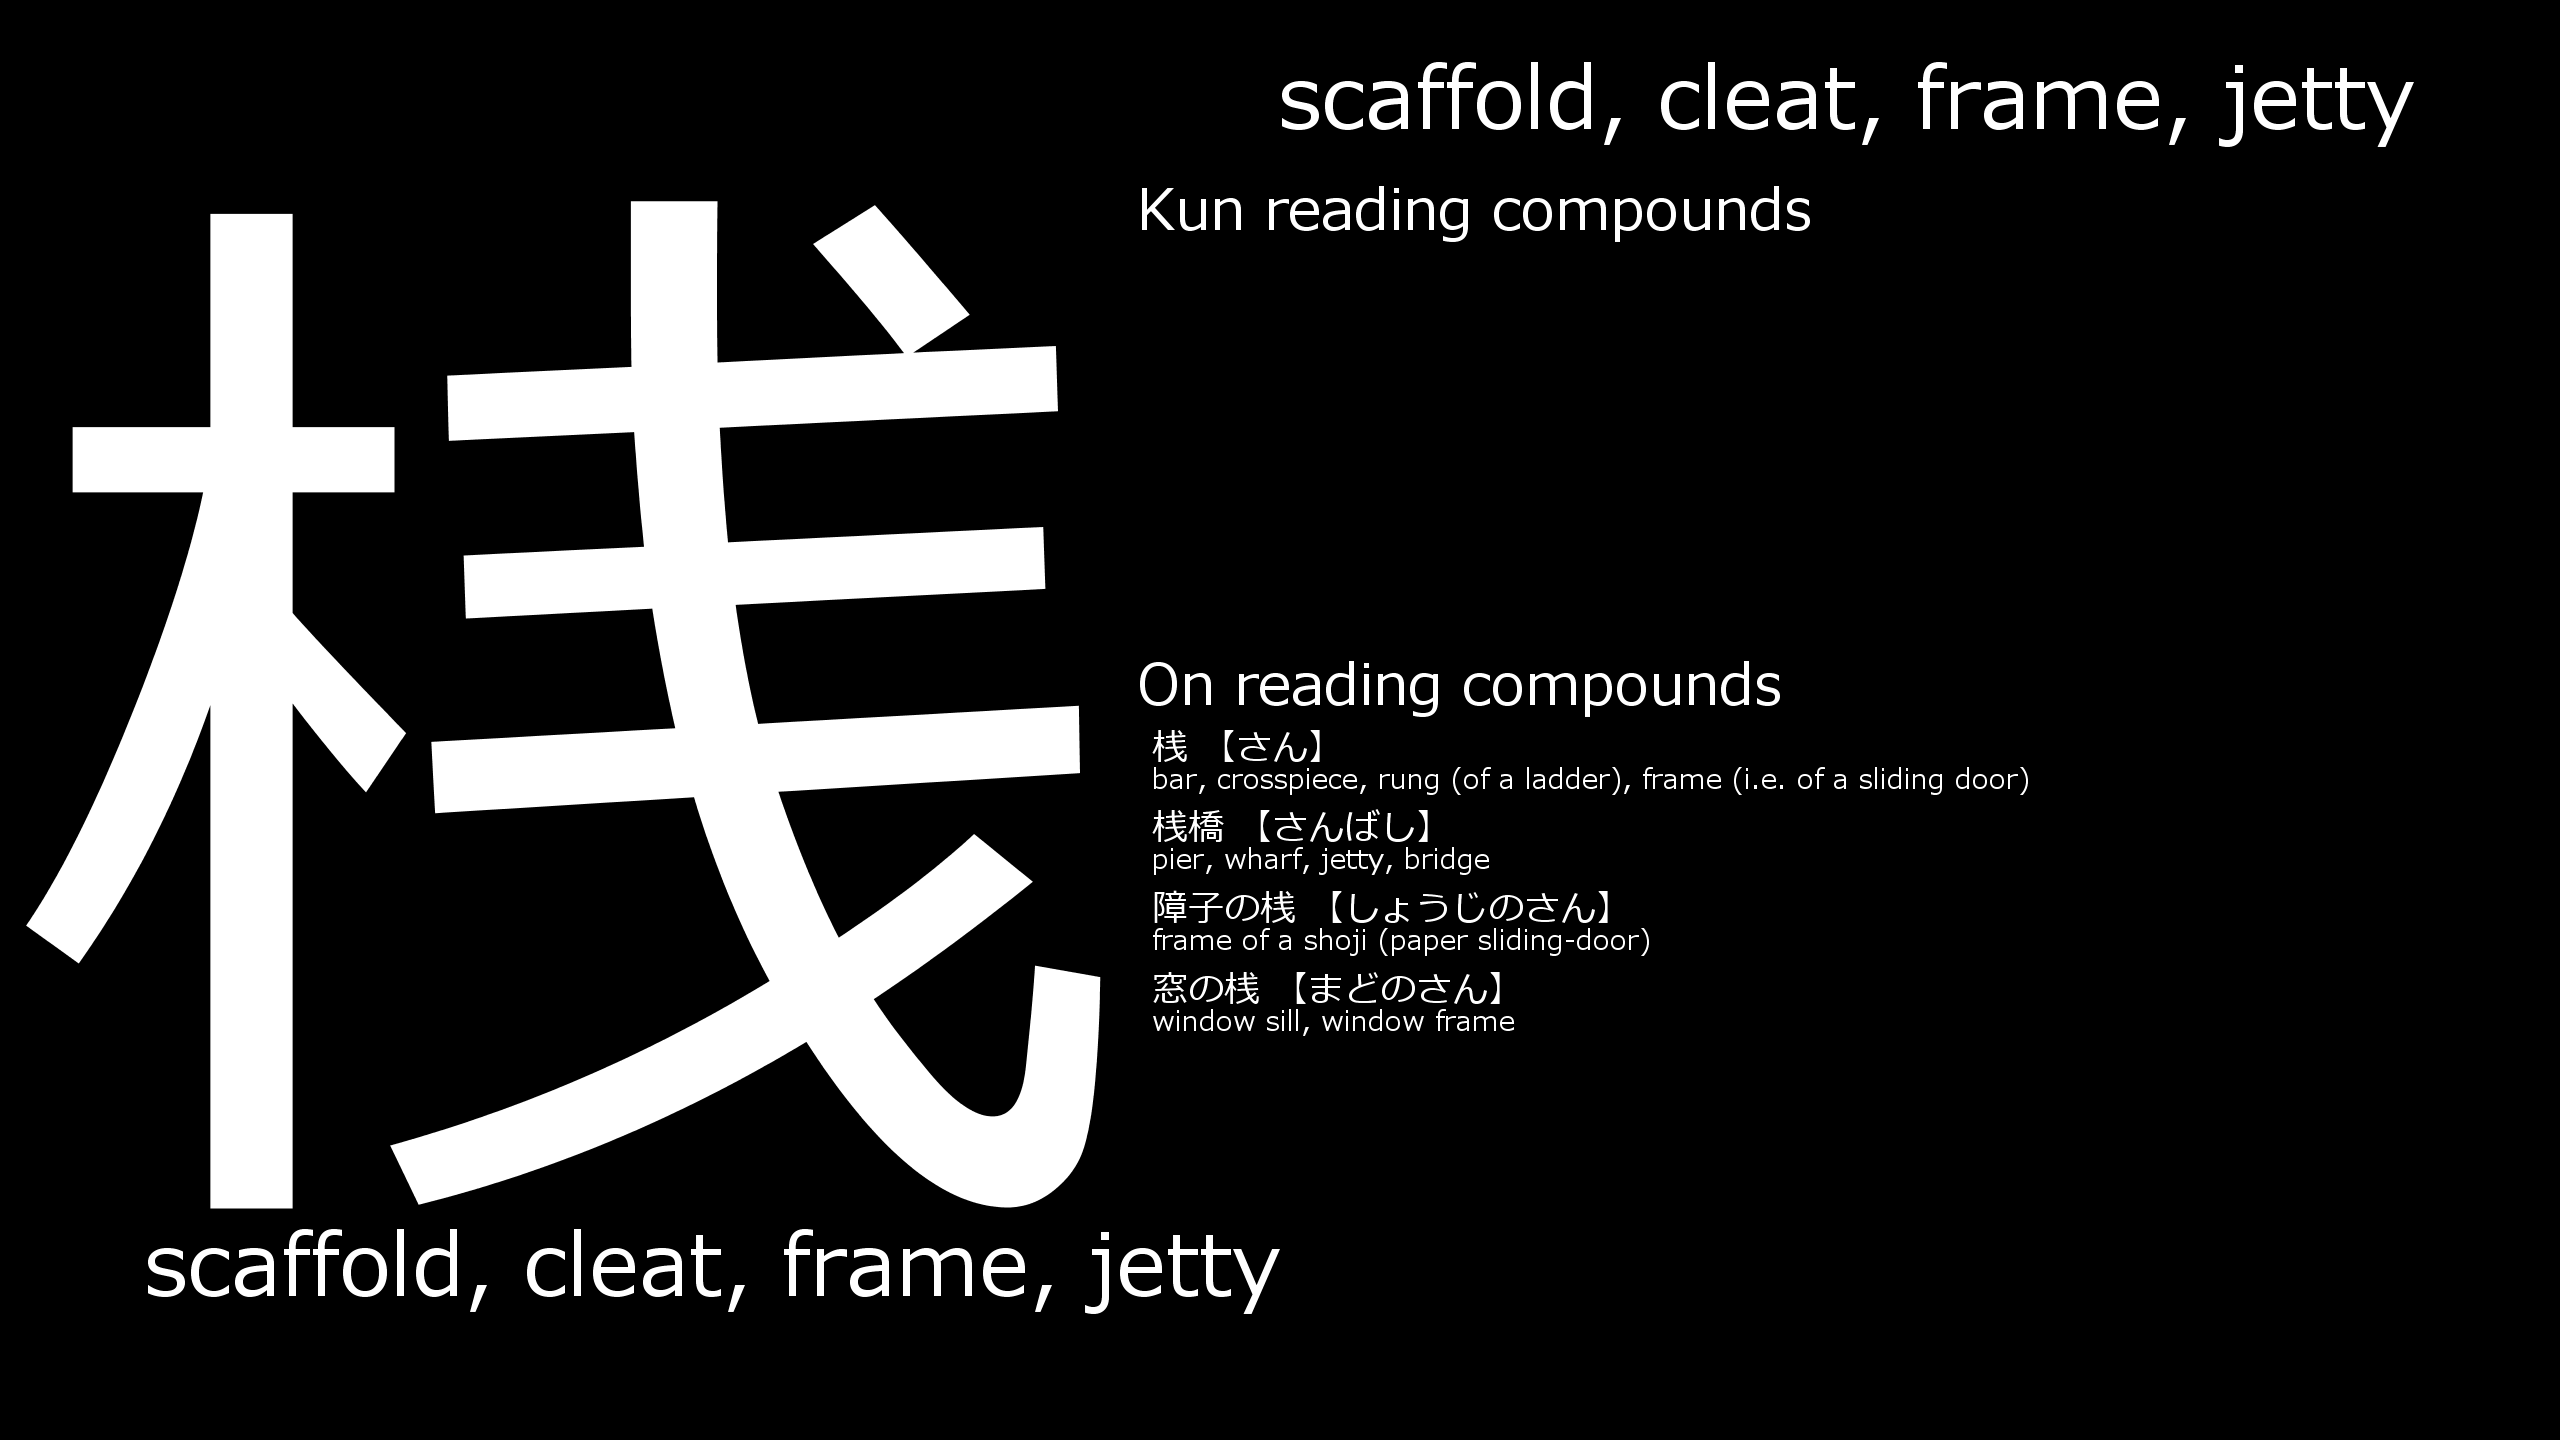 桟
scaffold, cleat, frame, jetty
scaffold, cleat, frame, jetty
Kun reading compounds
On reading compounds
桟 【さん】
bar, crosspiece, rung (of a ladder), frame (i.e. of a sliding door)
桟橋 【さんばし】
pier, wharf, jetty, bridge
障子の桟 【しょうじのさん】
frame of a shoji (paper sliding-door)
窓の桟 【まどのさん】
window sill, window frame